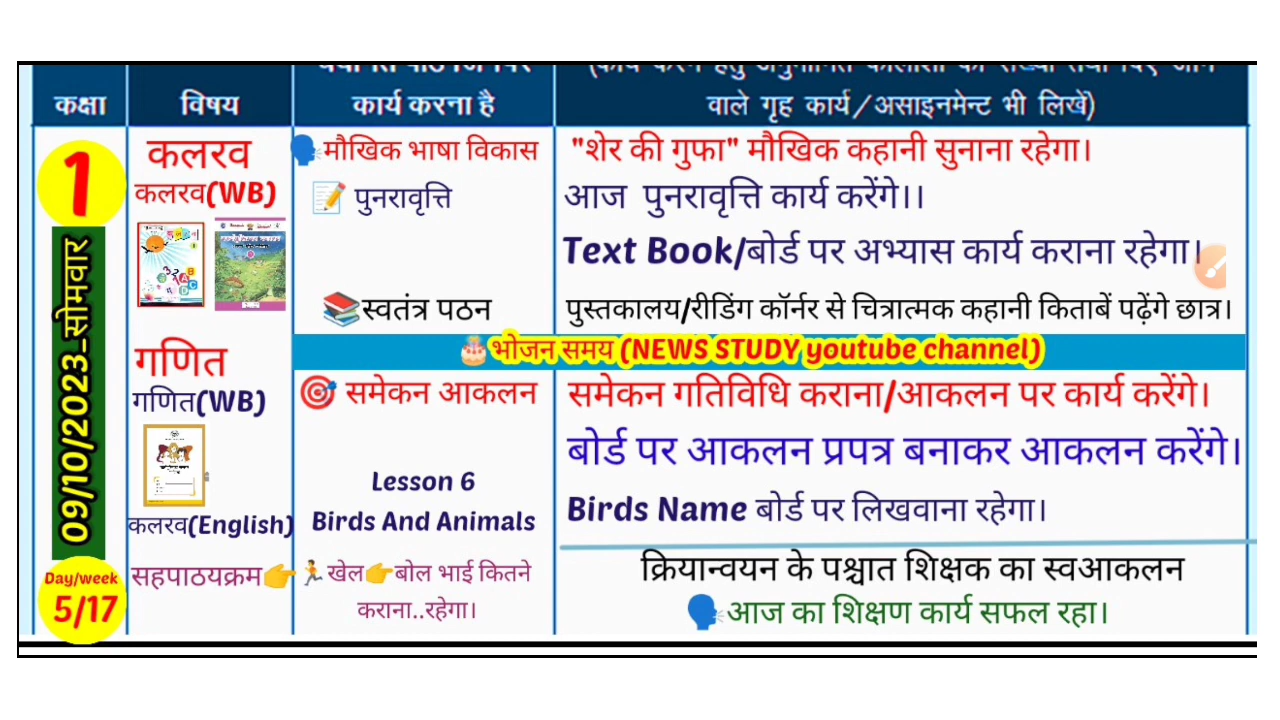 कक्षा
विषय
कार्य करना है
वाले गृह कार्य/असाइनमेन्ट भी लिखें)
1
09/10/2023_सोमवार
Day/week
5/17
कलरव
कलरव(WB)
🗣️मौखिक भाषा विकास
"शेर की गुफा" मौखिक कहानी सुनाना रहेगा।
📝 पुनरावृत्ति
आज पुनरावृत्ति कार्य करेंगे।।
Text Book/बोर्ड पर अभ्यास कार्य कराना रहेगा।
📚स्वतंत्र पठन
पुस्तकालय/रीडिंग कॉर्नर से चित्रात्मक कहानी किताबें पढ़ेंगे छात्र।
🎂भोजन समय (NEWS STUDY youtube channel)
गणित
गणित(WB)
🎯 समेकन आकलन
समेकन गतिविधि कराना/आकलन पर कार्य करेंगे।
बोर्ड पर आकलन प्रपत्र बनाकर आकलन करेंगे।
कलरव(English)
Lesson 6
Birds And Animals
Birds Name बोर्ड पर लिखवाना रहेगा।
सहपाठयक्रम👉
🏃खेल👉बोल भाई कितने
कराना..रहेगा।
क्रियान्वयन के पश्चात शिक्षक का स्वआकलन
🗣️आज का शिक्षण कार्य सफल रहा।